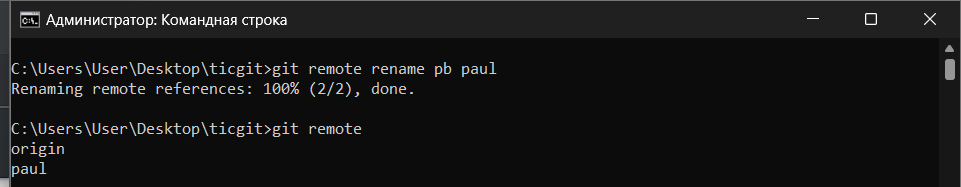 Администратор: Командная строка
C:\Users\User\Desktop\ticgit>git remote rename pb paul
Renaming remote references: 100% (2/2), done.
C:\Users\User\Desktop\ticgit>git remote
origin
paul